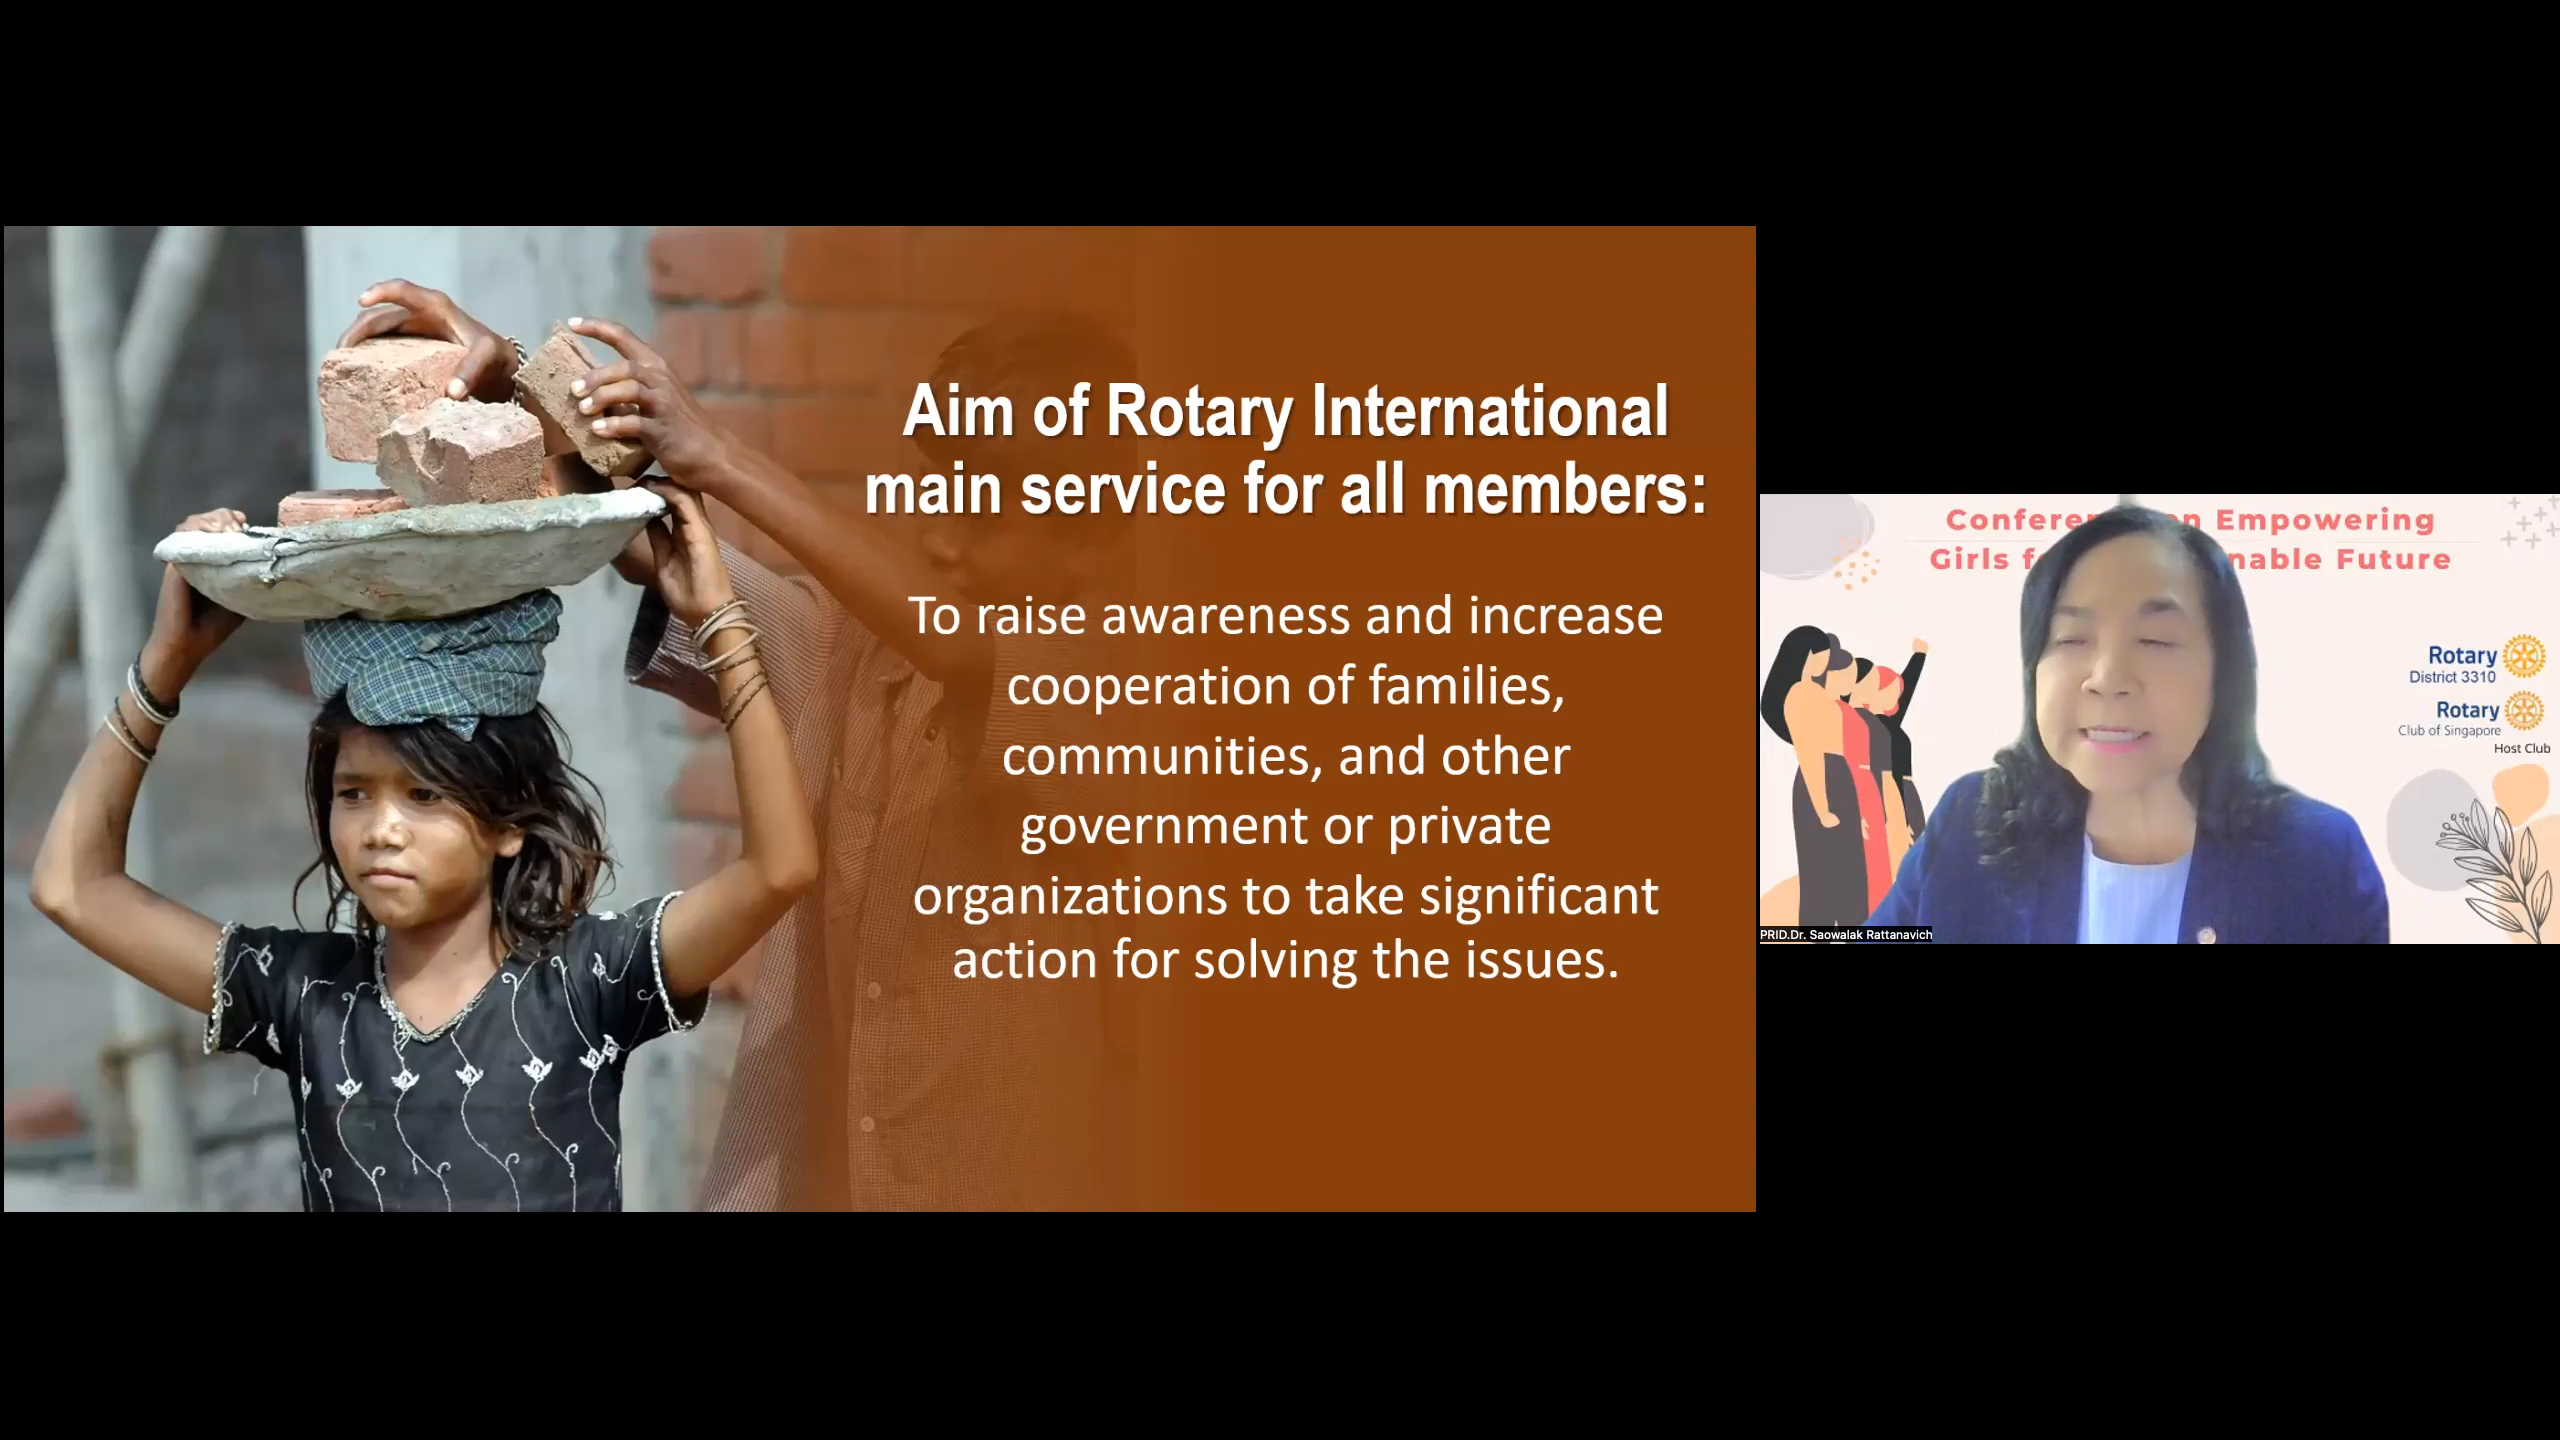 Aim of Rotary International
main service for all members:
To raise awareness and increase
cooperation of families,
communities, and other
government or private
organizations to take significant
action for solving the issues.
Empowering
Girls
Future
Rotary
District 3310
Rotary
Club of Singapore
Host Club
PRID.Dr. Saowalak Rattanavich